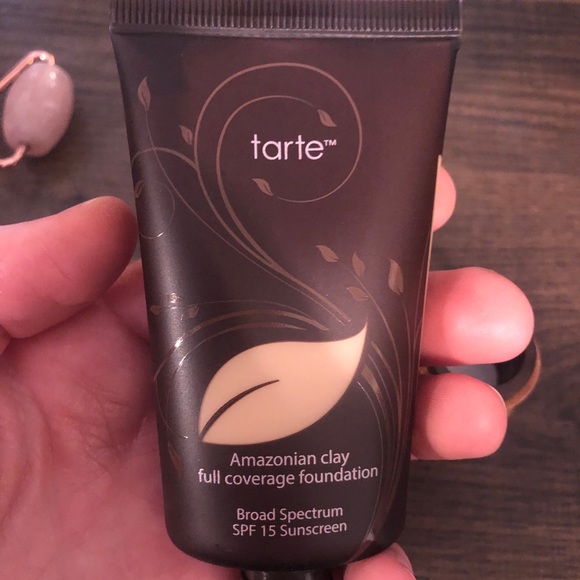 tarte™
Amazonian clay
full coverage foundation
Broad Spectrum
SPF 15 Sunscreen